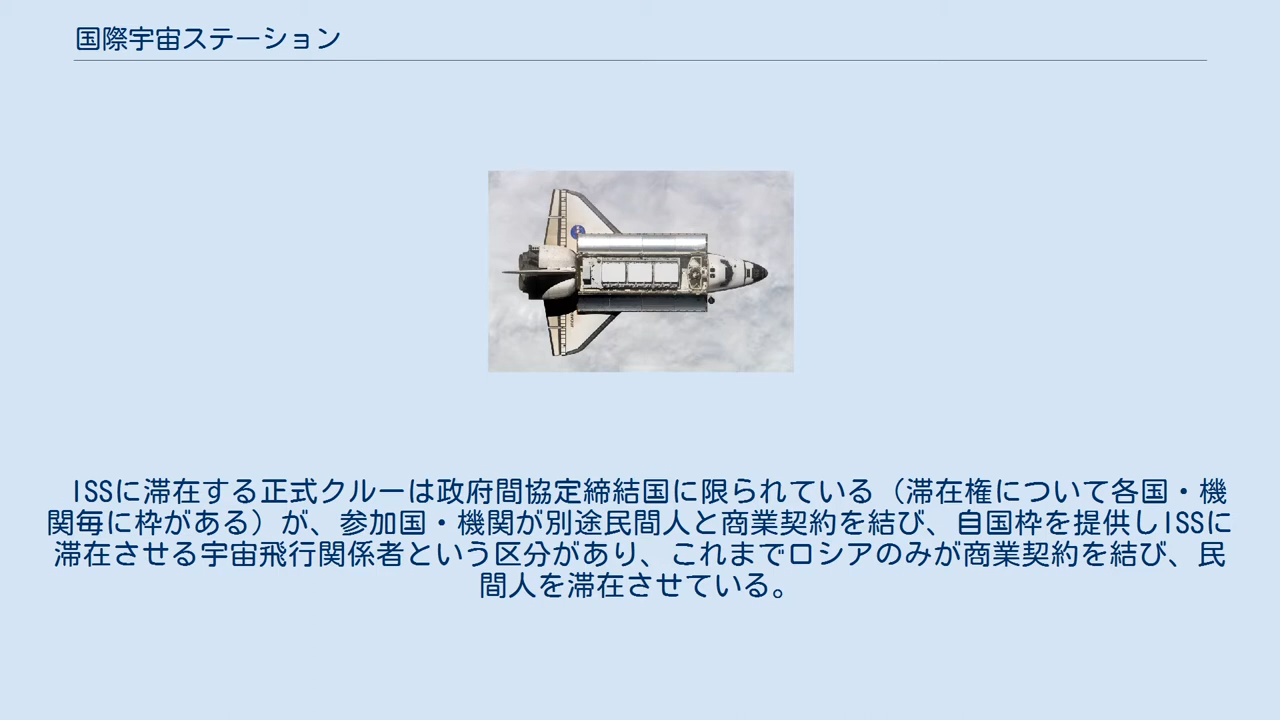 国際宇宙ステーション
ISSに滞在する正式クルーは政府間協定締結国に限られている（滞在権について各国・機
関毎に枠がある）が、参加国・機関が別途民間人と商業契約を結び、自国枠を提供しISSに
滞在させる宇宙飛行関係者という区分があり、これまでロシアのみが商業契約を結び、民
間人を滞在させている。